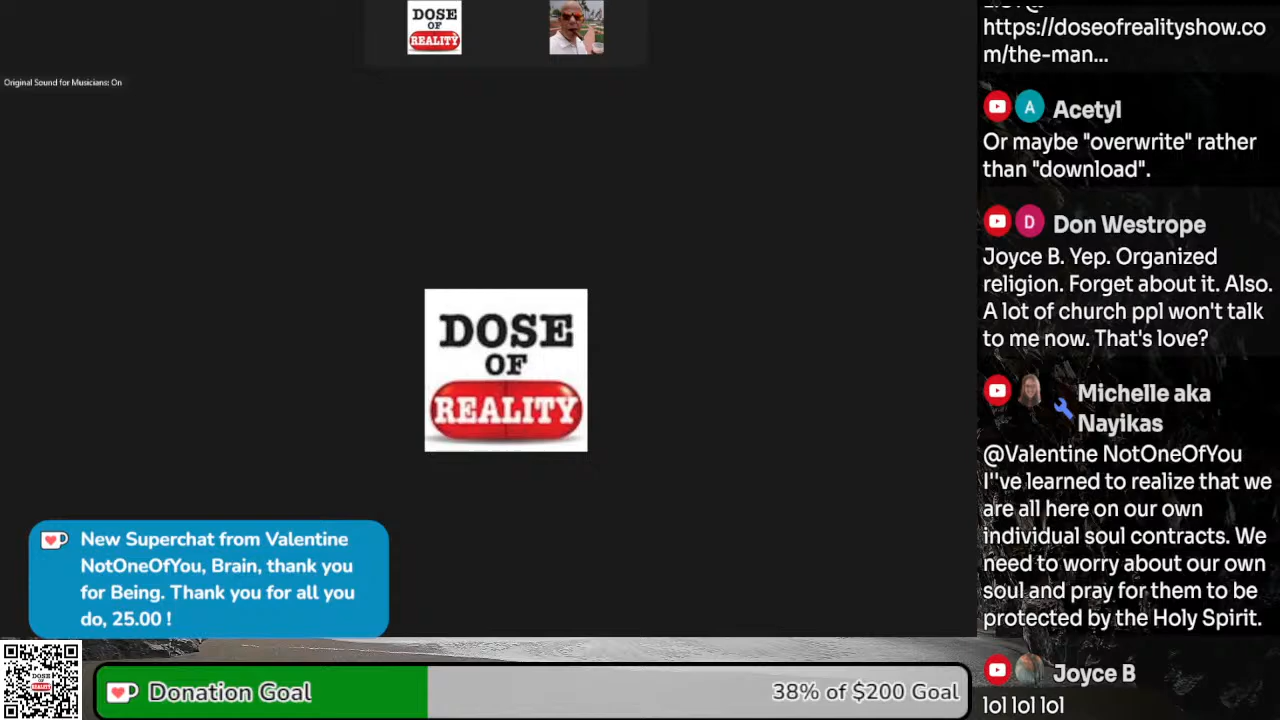 DOSE
OF
REALITY
Original Sound for Musicians: On
DOSE
OF
REALITY
New Superchat from Valentine
NotOneOfYou, Brain, thank you
for Being. Thank you for all you
do, 25.00 !
DOSE
OF
REALITY
Donation Goal
38% of $200 Goal
https://doseofrealityshow.co
m/the-man...
A Acetyl
Or maybe "overwrite" rather
than "download".
D Don Westrope
Joyce B. Yep. Organized
religion. Forget about it. Also.
A lot of church ppl won't talk
to me now. That's love?
Michelle aka
Nayikas
@Valentine NotOneOfYou
I''ve learned to realize that we
are all here on our own
individual soul contracts. We
need to worry about our own
soul and pray for them to be
protected by the Holy Spirit.
Joyce B
lol lol lol